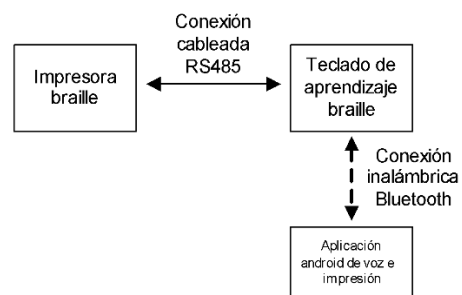 Conexión
cableada
RS485
Impresora
braille
Teclado de
aprendizaje
braille
Conexión
inalámbrica
Bluetooth
Aplicación
android de voz e
impresión